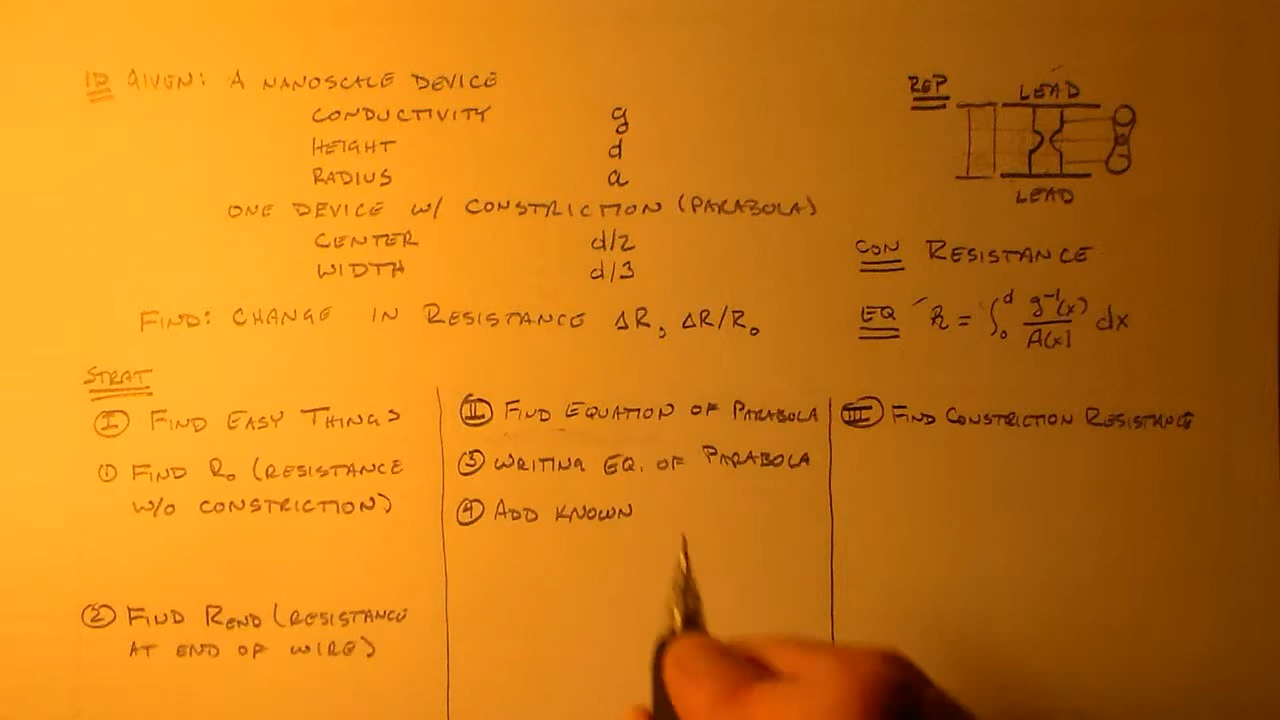 ID GIVEN: A NANOSCALE DEVICE
CONDUCTIVITY g
HEIGHT d
RADIUS a
ONE DEVICE W/ CONSTRICTION (PARABOLA)
CENTER d/2
WIDTH d/3
FIND: CHANGE IN RESISTANCE ΔR, ΔR/R₀
REP
LEAD
LEAD
CON RESISTANCE
EQ R = ∫₀ᵈ g⁻¹(x)/A(x) dx
STRAT
I FIND EASY THINGS
① FIND R₀ (RESISTANCE
W/O CONSTRICTION)
② FIND REND (RESISTANCE
AT END OF WIRE)
II FIND EQUATION OF PARABOLA
③ WRITING EQ. OF PARABOLA
④ ADD KNOWN
III FIND CONSTRICTION RESISTANCE